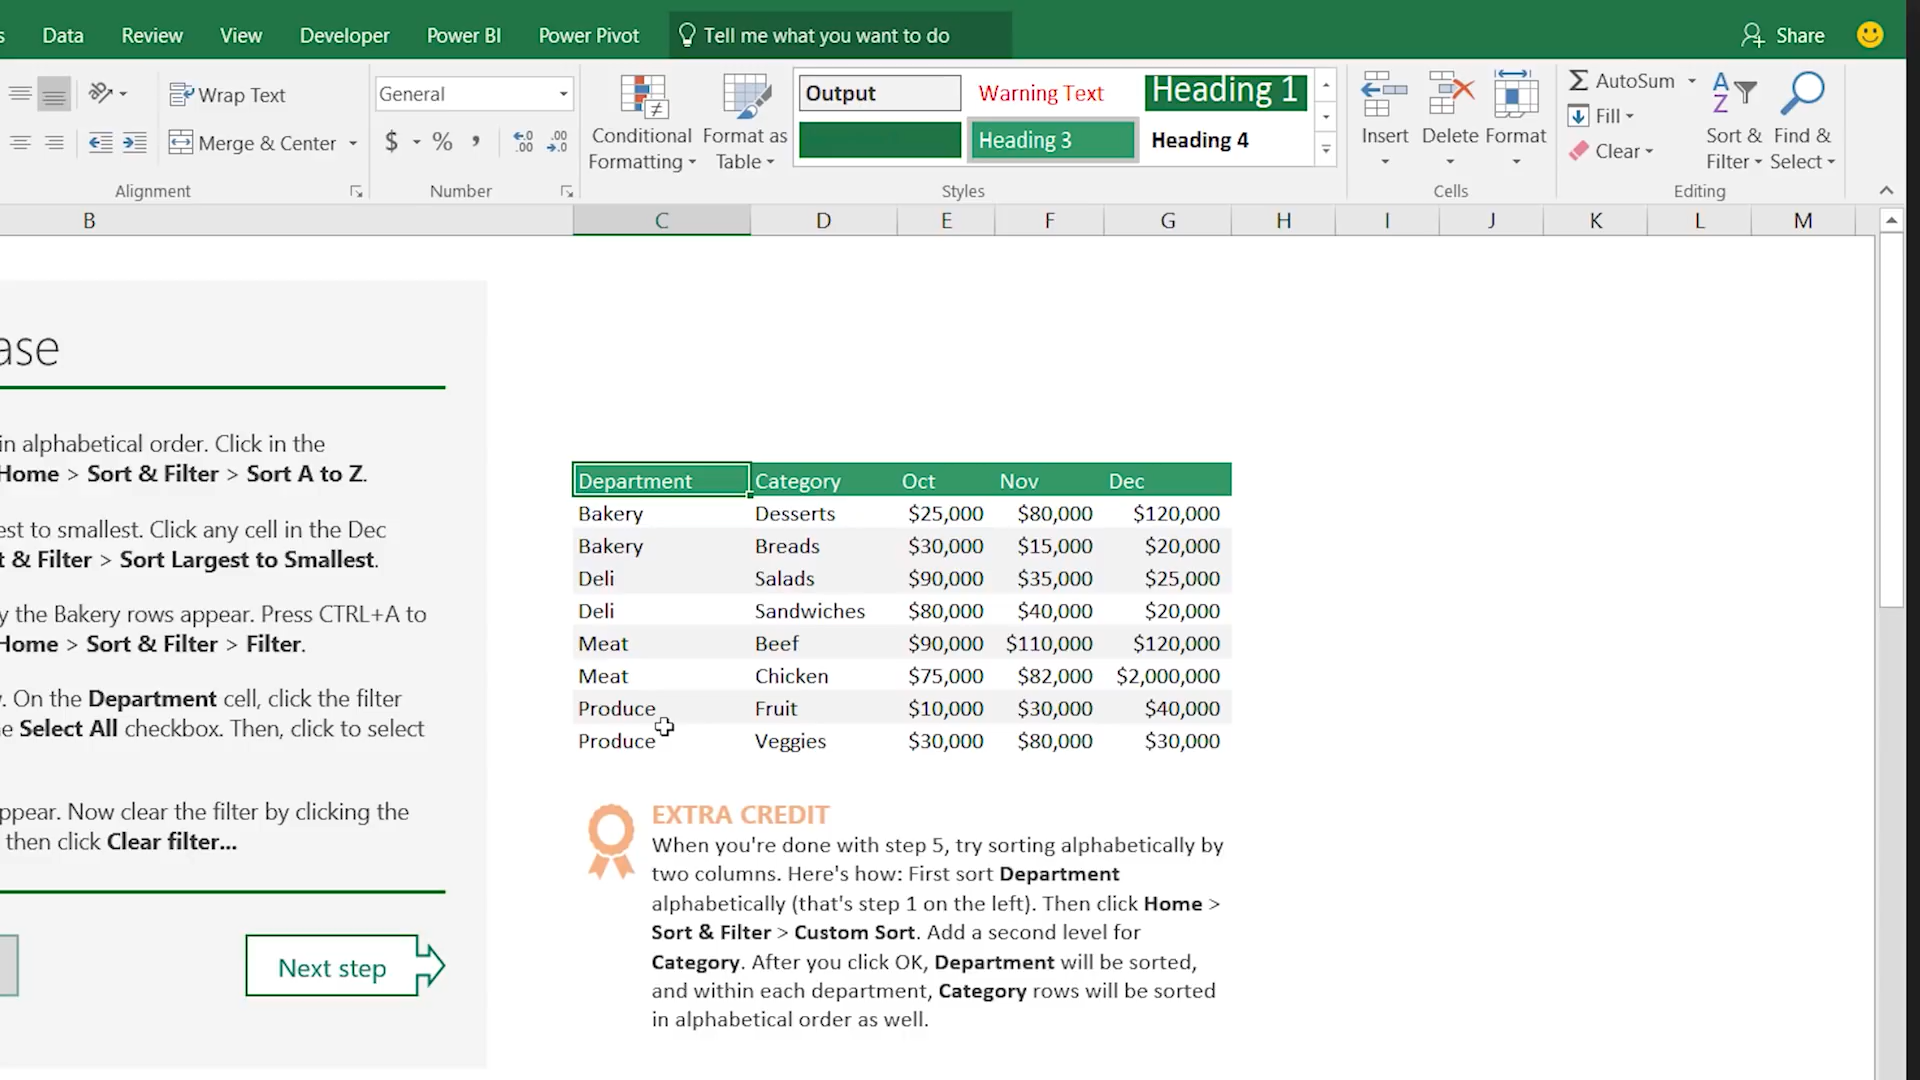 s Data Review View Developer Power BI Power Pivot Tell me what you want to do Share
Wrap Text General Output Warning Text Heading 1 AutoSum
Merge & Center $ % , Conditional Formatting Format as Table Heading 3 Heading 4 Insert Delete Format Fill Clear Sort & Filter Find & Select
Alignment Number Styles Cells Editing
B C D E F G H I J K L M
ase
in alphabetical order. Click in the
Home > Sort & Filter > Sort A to Z.
est to smallest. Click any cell in the Dec
t & Filter > Sort Largest to Smallest.
y the Bakery rows appear. Press CTRL+A to
Home > Sort & Filter > Filter.
. On the Department cell, click the filter
e Select All checkbox. Then, click to select
ppear. Now clear the filter by clicking the
then click Clear filter...
Next step
Department Category Oct Nov Dec
Bakery Desserts $25,000 $80,000 $120,000
Bakery Breads $30,000 $15,000 $20,000
Deli Salads $90,000 $35,000 $25,000
Deli Sandwiches $80,000 $40,000 $20,000
Meat Beef $90,000 $110,000 $120,000
Meat Chicken $75,000 $82,000 $2,000,000
Produce Fruit $10,000 $30,000 $40,000
Produce Veggies $30,000 $80,000 $30,000
EXTRA CREDIT
When you're done with step 5, try sorting alphabetically by
two columns. Here's how: First sort Department
alphabetically (that's step 1 on the left). Then click Home >
Sort & Filter > Custom Sort. Add a second level for
Category. After you click OK, Department will be sorted,
and within each department, Category rows will be sorted
in alphabetical order as well.